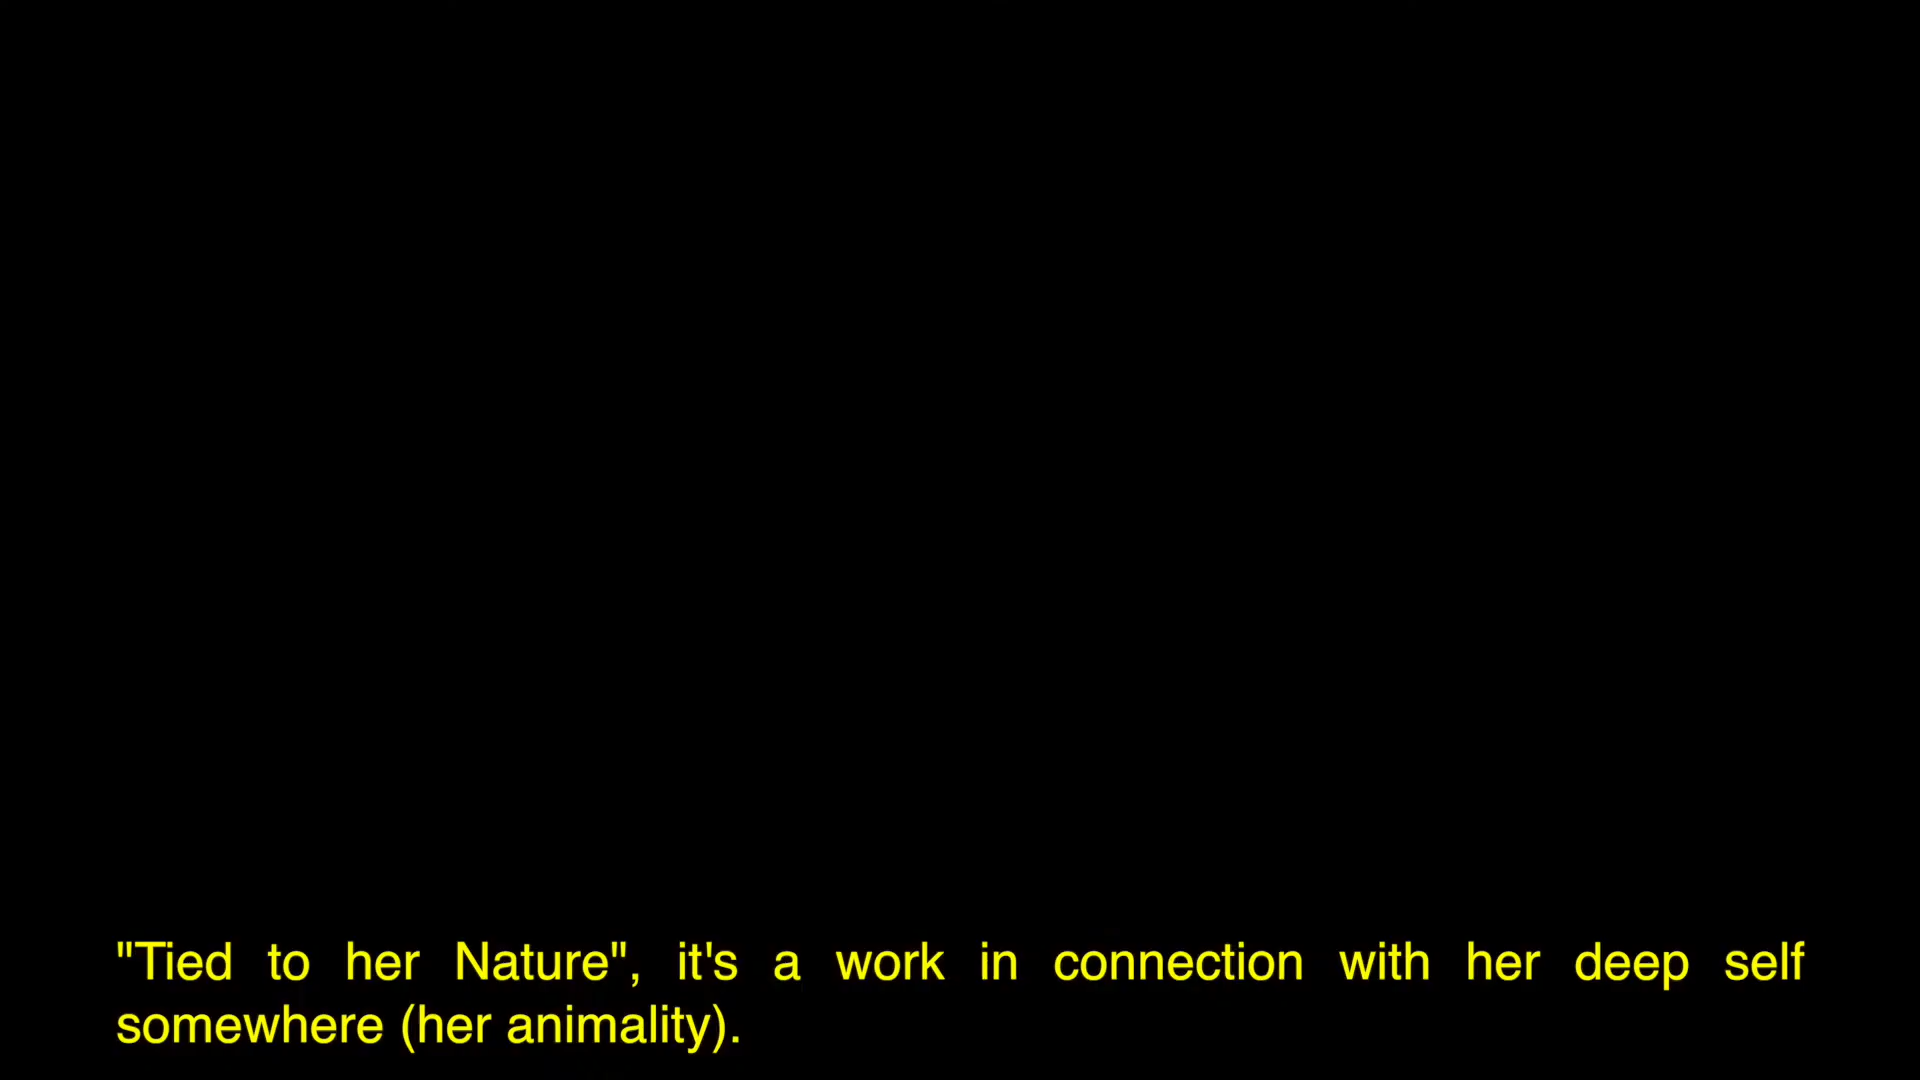 "Tied to her Nature", it's a work in connection with her deep self
somewhere (her animality).